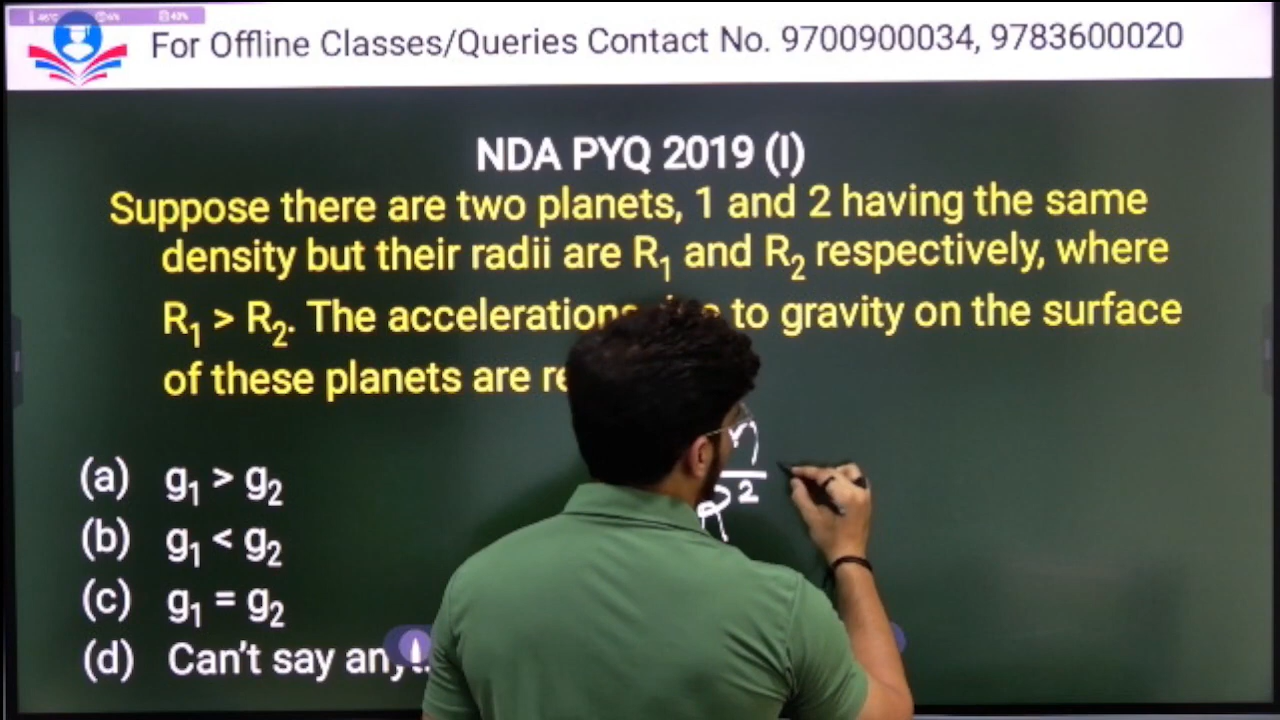 For Offline Classes/Queries Contact No. 9700900034, 9783600020
NDA PYQ 2019 (I)
Suppose there are two planets, 1 and 2 having the same
density but their radii are R₁ and R₂ respectively, where
R₁ > R₂. The accelerations to gravity on the surface
of these planets are
(a) g₁ > g₂
(b) g₁ < g₂
(c) g₁ = g₂
(d) Can't say
R²